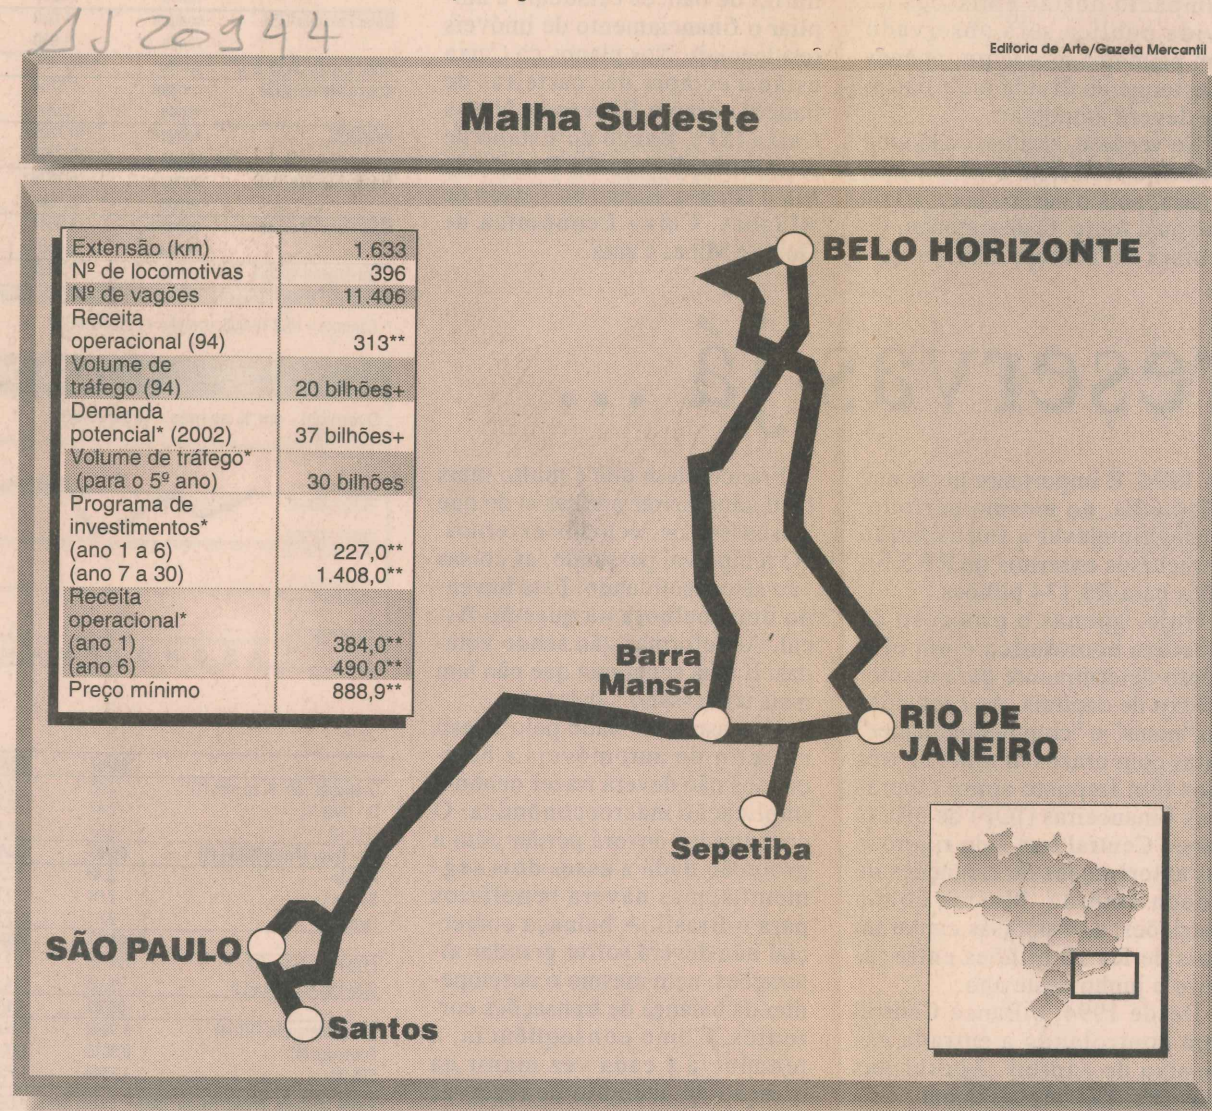 20944
Editoria de Arte/Gazeta Mercantil
Malha Sudeste
Extensão (km) 1.633
Nº de locomotivas 396
Nº de vagões 11.406
Receita
operacional (94) 313**
Volume de
tráfego (94) 20 bilhões+
Demanda
potencial* (2002) 37 bilhões+
Volume de tráfego*
(para o 5º ano) 30 bilhões
Programa de
investimentos*
(ano 1 a 6) 227,0**
(ano 7 a 30) 1.408,0**
Receita
operacional*
(ano 1) 384,0**
(ano 6) 490,0**
Preço mínimo 888,9**
BELO HORIZONTE
Barra
Mansa
RIO DE
JANEIRO
Sepetiba
SÃO PAULO
Santos